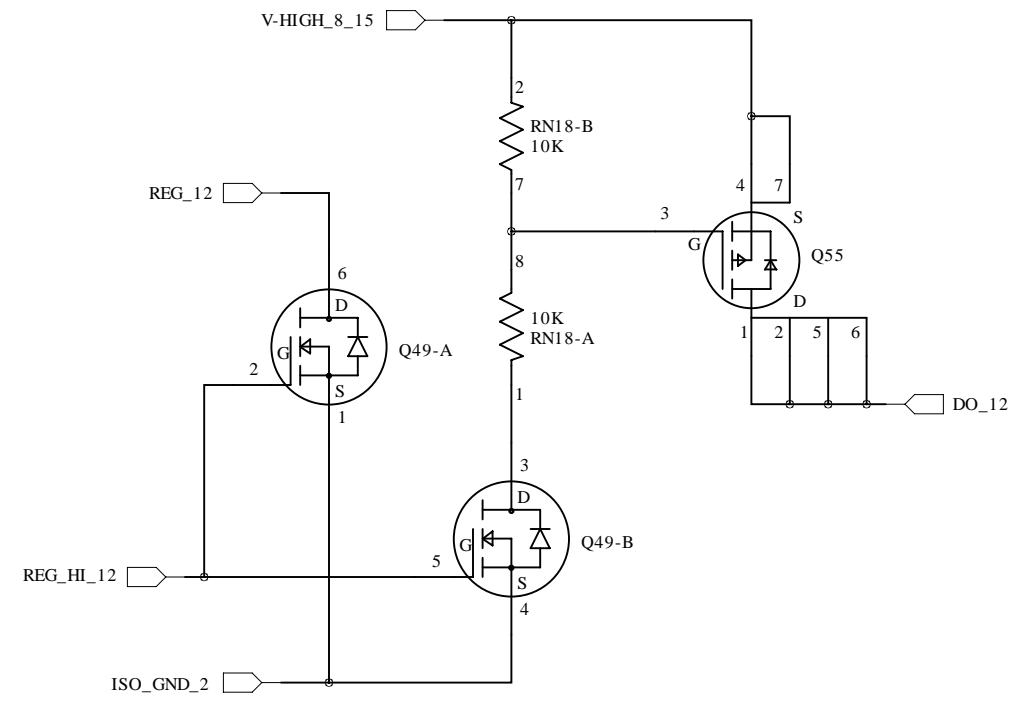 V-HIGH_8_15
2
RN18-B
10K
7
REG_12
4
7
3
S
G
Q55
8
6
D
D
10K
RN18-A
1
2
5
6
G
Q49-A
2
S
1
1
DO_12
3
D
G
Q49-B
5
REG_HI_12
S
4
ISO_GND_2